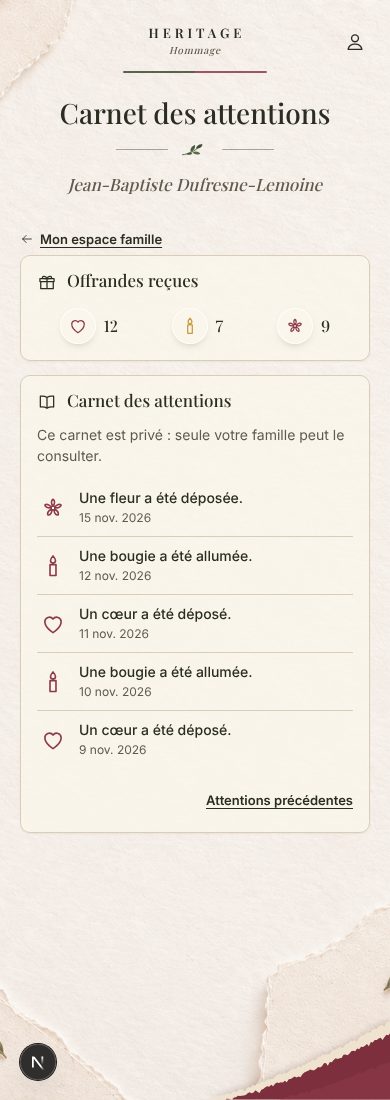 HERITAGE
Hommage
Carnet des attentions
Jean-Baptiste Dufresne-Lemoine
← Mon espace famille
Offrandes reçues
12 7 9
Carnet des attentions
Ce carnet est privé : seule votre famille peut le
consulter.
Une fleur a été déposée.
15 nov. 2026
Une bougie a été allumée.
12 nov. 2026
Un cœur a été déposé.
11 nov. 2026
Une bougie a été allumée.
10 nov. 2026
Un cœur a été déposé.
9 nov. 2026
Attentions précédentes
N